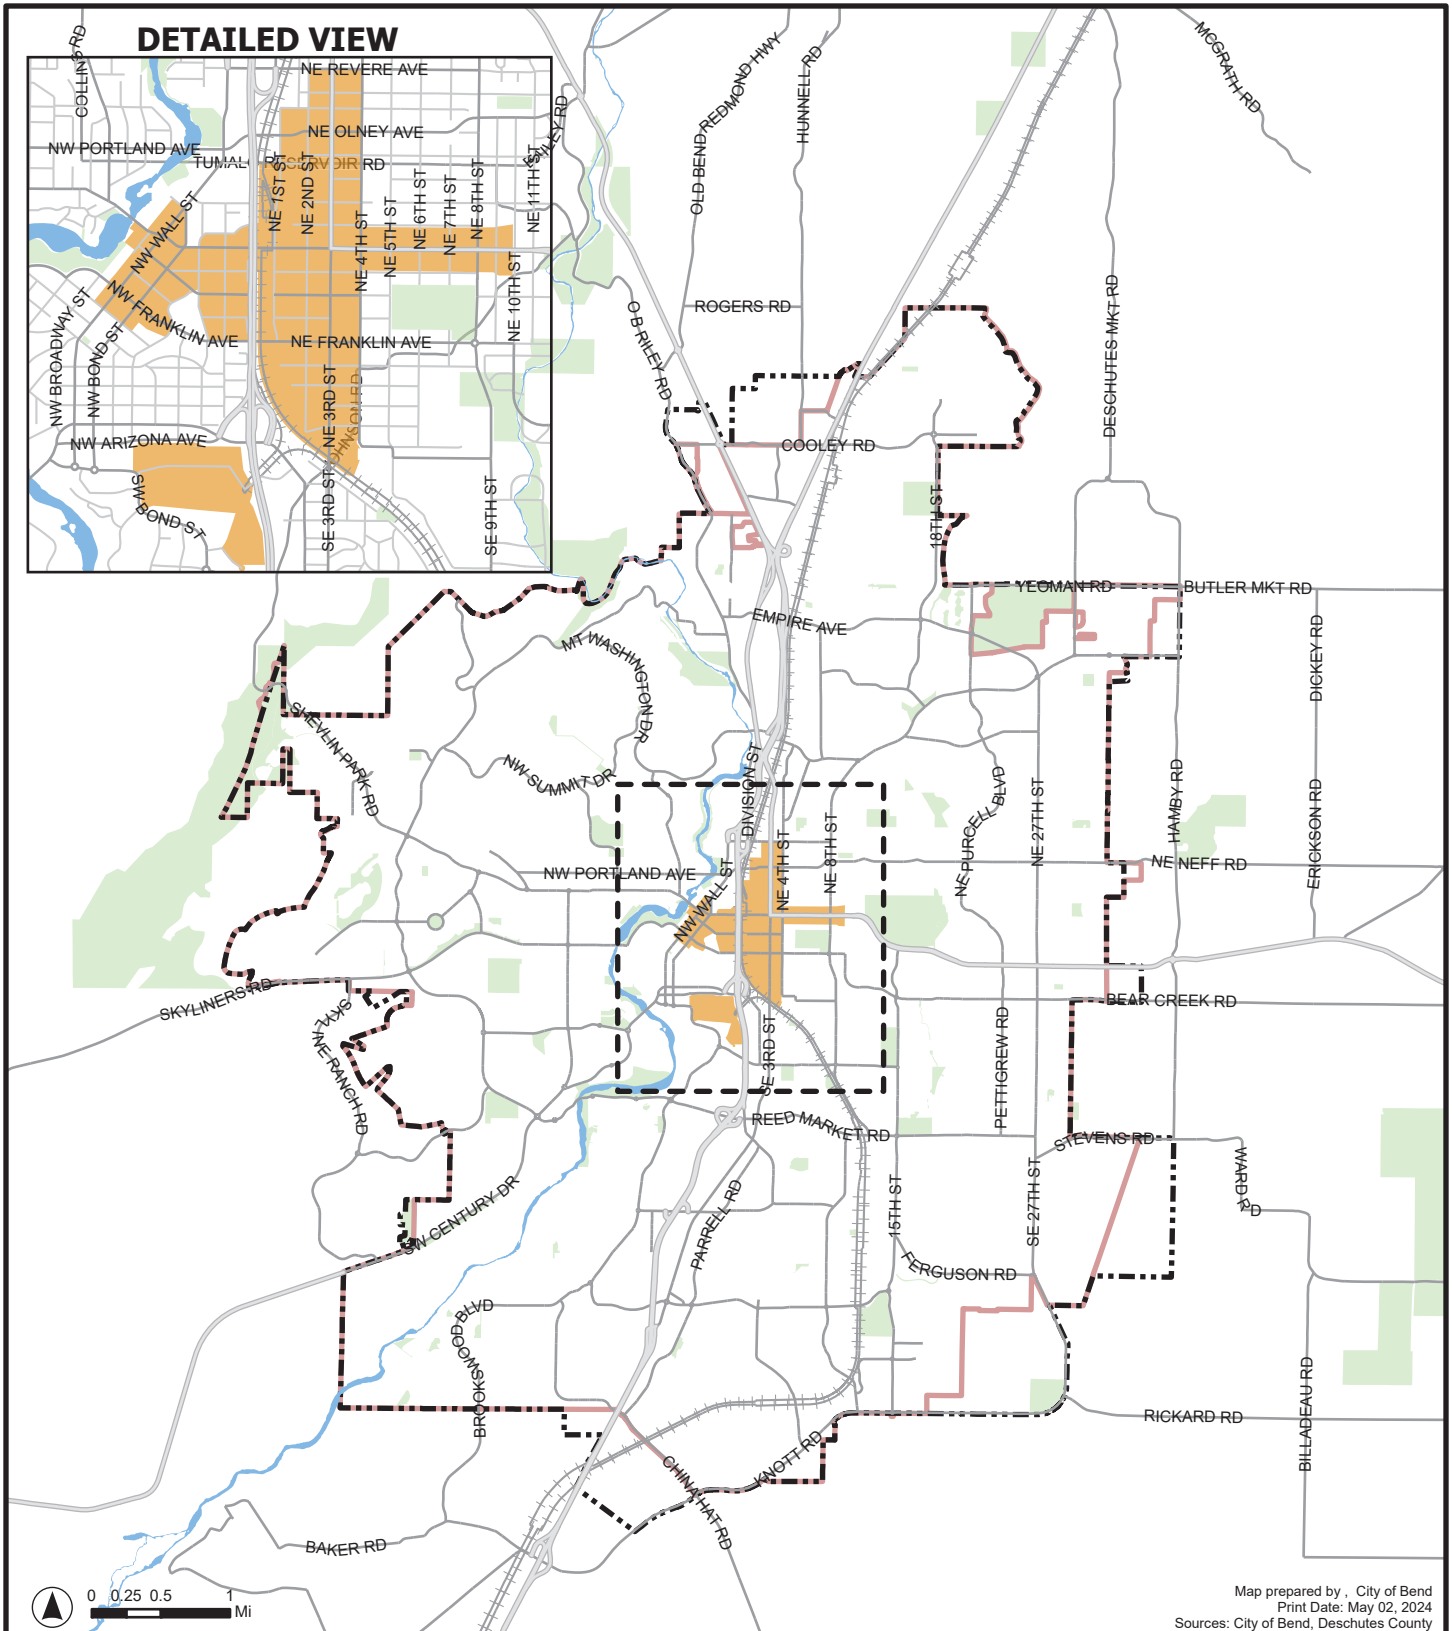 DETAILED VIEW
COLLINS RD
NE REVERE AVE
NE OLNEY AVE
NW PORTLAND AVE
NE 1ST ST
NE 2ND ST
NE 4TH ST
NE 5TH ST
NE 6TH ST
NE 7TH ST
NE 8TH ST
NE 11TH ST
NE 10TH ST
NW WALL ST
NW FRANKLIN AVE
NE FRANKLIN AVE
NW BROADWAY ST
NW BOND ST
NE 3RD ST
NW ARIZONA AVE
SW BOND ST
SE 3RD ST
SE 9TH ST
OLD BEND REDMOND HWY
HUNNELL RD
MCGRATH RD
ROGERS RD
O B RILEY RD
DESCHUTES MKT RD
COOLEY RD
18TH ST
YEOMAN RD
BUTLER MKT RD
EMPIRE AVE
MT WASHINGTON DR
DICKEY RD
SHEVLIN PARK RD
NW SUMMIT DR
DIVISION ST
NE PURCELL BLVD
NE 27TH ST
HAMBY RD
ERICKSON RD
NW PORTLAND AVE
NW WALL ST
NE 4TH ST
NE 8TH ST
NE NEFF RD
SKYLINERS RD
SKYLINE RANCH RD
BEAR CREEK RD
SE 3RD ST
PETTIGREW RD
REED MARKET RD
STEVENS RD
WARD RD
SW CENTURY DR
PARRELL RD
15TH ST
SE 27TH ST
FERGUSON RD
BROOKSWOOD BLVD
RICKARD RD
BILLADEAU RD
KNOTT RD
CHINA HAT RD
BAKER RD
0 0.25 0.5 1
Mi
Map prepared by , City of Bend
Print Date: May 02, 2024
Sources: City of Bend, Deschutes County